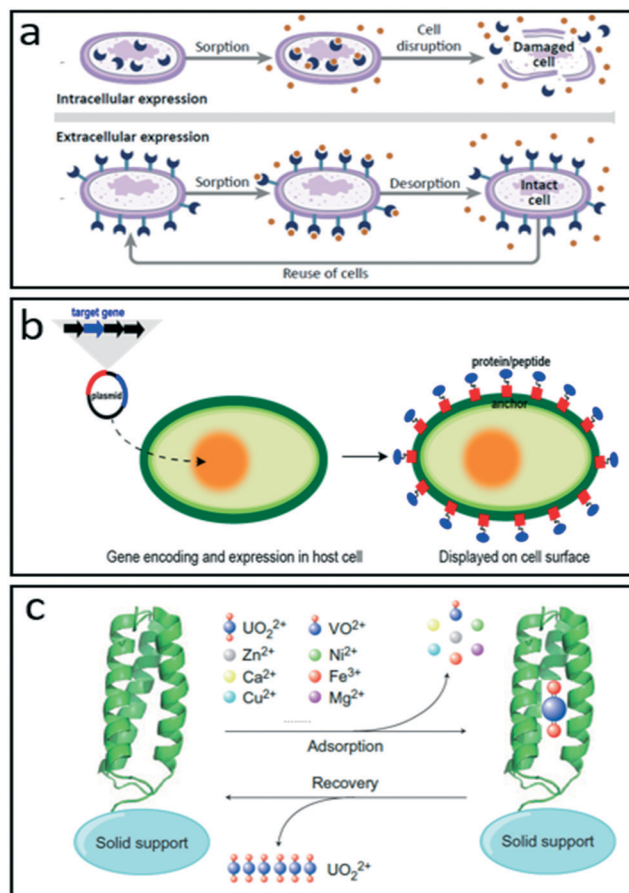 a
Sorption
Cell
disruption
Damaged
cell
Intracellular expression
Extracellular expression
Sorption
Desorption
Intact
cell
Reuse of cells
b
target gene
plasmid
protein/peptide
anchor
Gene encoding and expression in host cell
Displayed on cell surface
c
UO₂²⁺ VO²⁺
Zn²⁺ Ni²⁺
Ca²⁺ Fe³⁺
Cu²⁺ Mg²⁺
.........
Adsorption
Recovery
Solid support
UO₂²⁺
Solid support